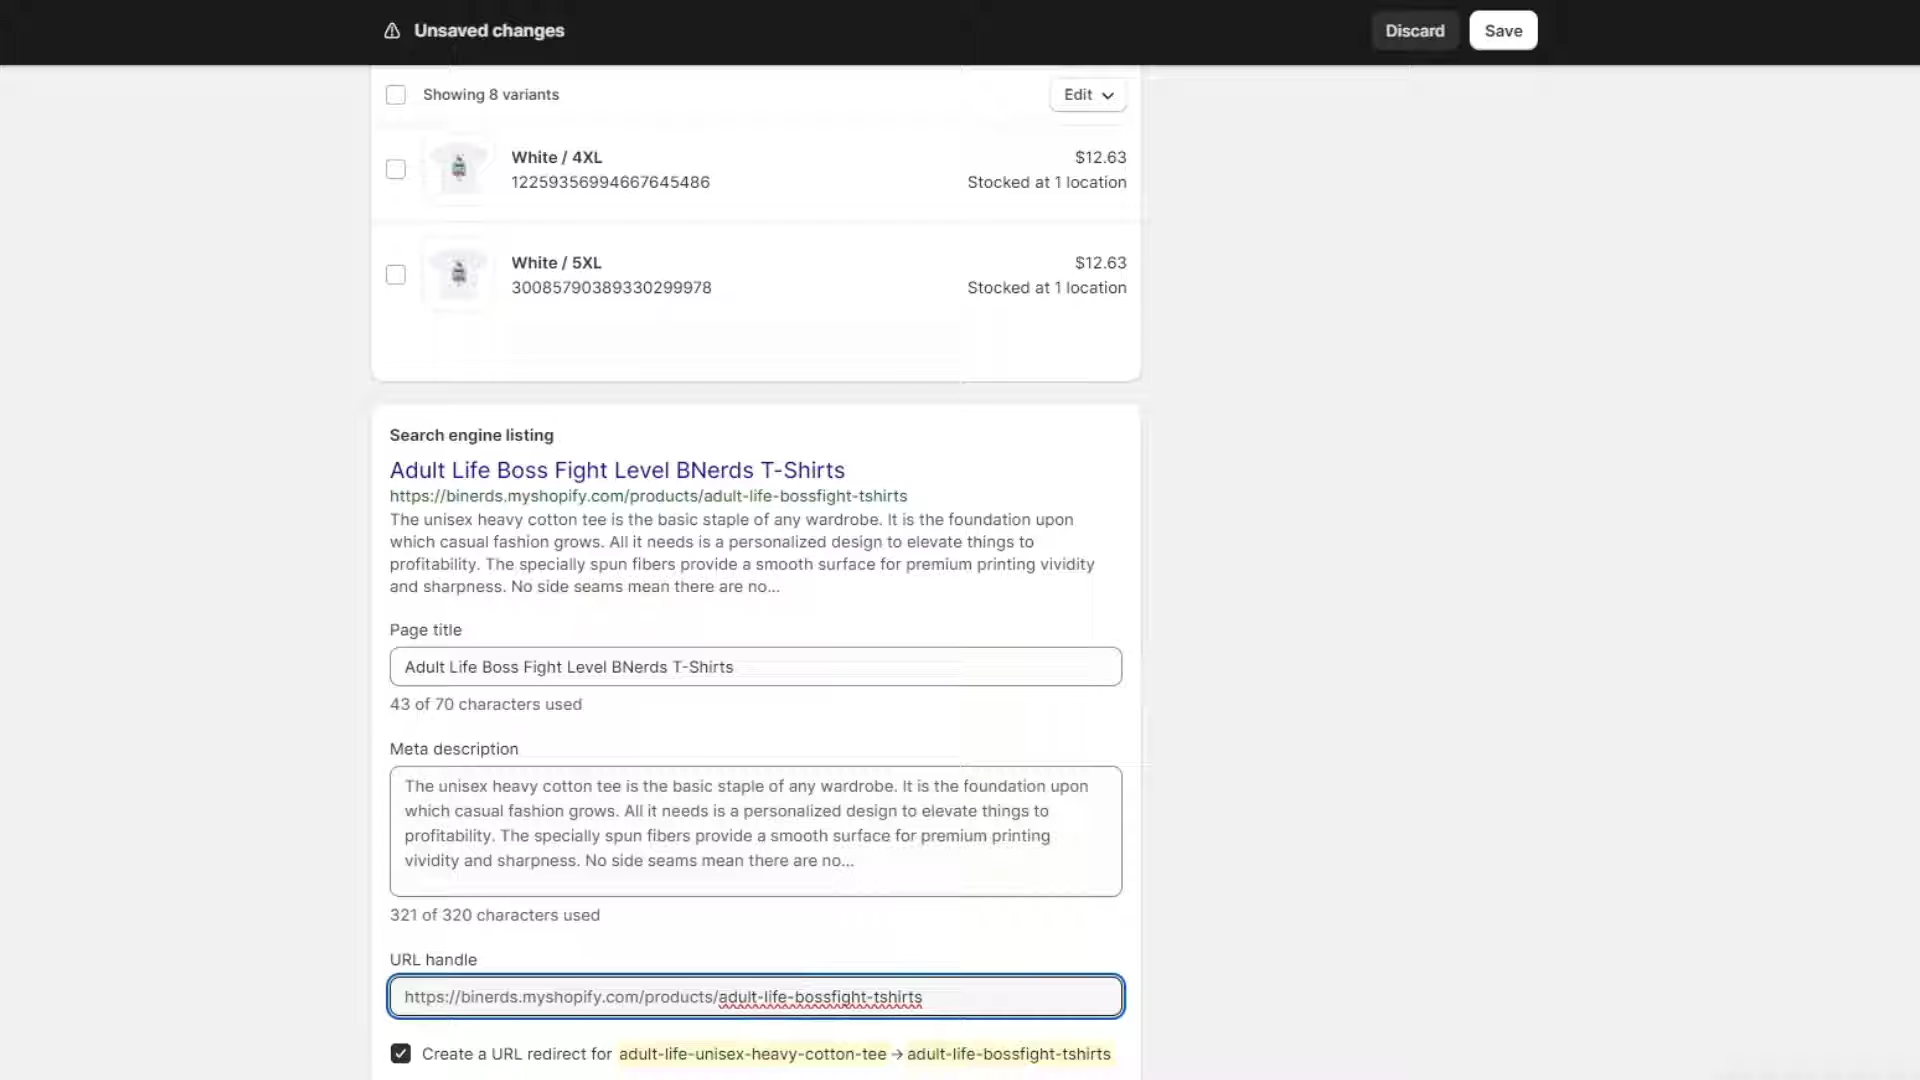 Unsaved changes
Discard
Save
Showing 8 variants
Edit
White / 4XL
$12.63
12259356994667645486
Stocked at 1 location
White / 5XL
$12.63
30085790389330299978
Stocked at 1 location
Search engine listing
Adult Life Boss Fight Level BNerds T-Shirts
https://binerds.myshopify.com/products/adult-life-bossfight-tshirts
The unisex heavy cotton tee is the basic staple of any wardrobe. It is the foundation upon
which casual fashion grows. All it needs is a personalized design to elevate things to
profitability. The specially spun fibers provide a smooth surface for premium printing vividity
and sharpness. No side seams mean there are no...
Page title
Adult Life Boss Fight Level BNerds T-Shirts
43 of 70 characters used
Meta description
The unisex heavy cotton tee is the basic staple of any wardrobe. It is the foundation upon
which casual fashion grows. All it needs is a personalized design to elevate things to
profitability. The specially spun fibers provide a smooth surface for premium printing
vividity and sharpness. No side seams mean there are no...
321 of 320 characters used
URL handle
https://binerds.myshopify.com/products/adult-life-bossfight-tshirts
Create a URL redirect for adult-life-unisex-heavy-cotton-tee → adult-life-bossfight-tshirts